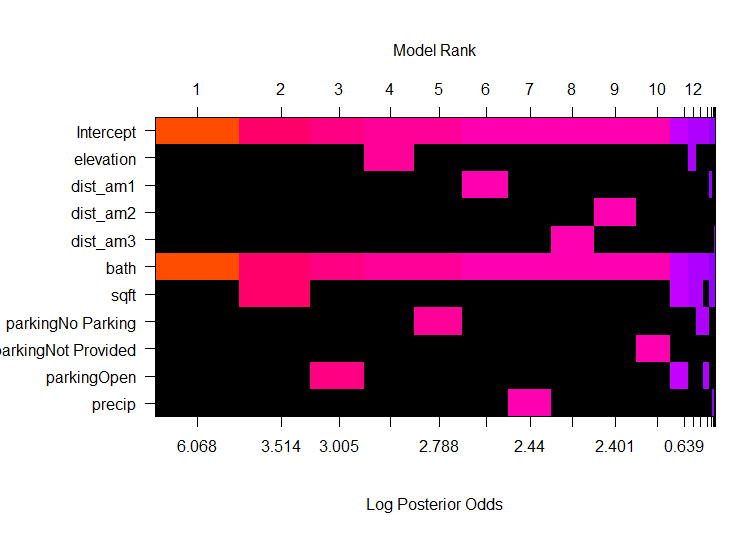 Model Rank
1 2 3 4 5 6 7 8 9 10 12
Intercept
elevation
dist_am1
dist_am2
dist_am3
bath
sqft
parkingNo Parking
arkingNot Provided
parkingOpen
precip
6.068 3.514 3.005 2.788 2.44 2.401 0.639
Log Posterior Odds